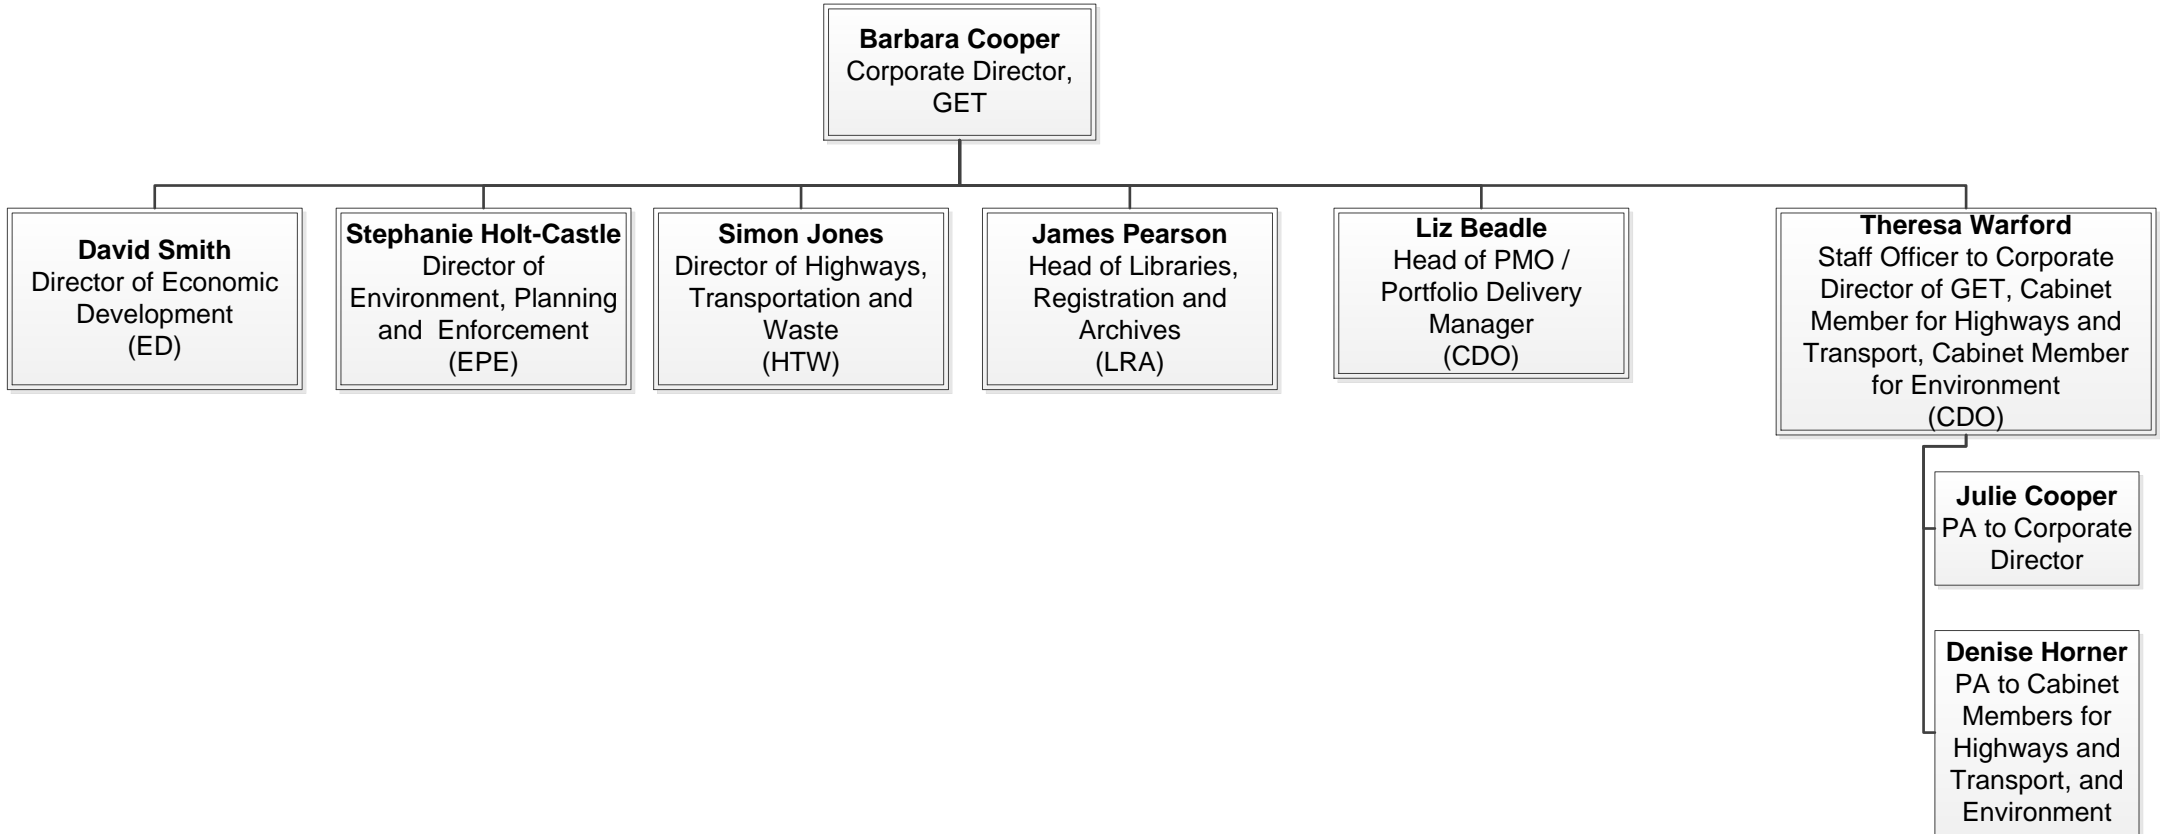 Barbara Cooper
Corporate Director,
GET
David Smith
Director of Economic
Development
(ED)
Stephanie Holt-Castle
Director of
Environment, Planning
and  Enforcement
(EPE)
Simon Jones
Director of Highways,
Transportation and
Waste
(HTW)
James Pearson
Head of Libraries,
Registration and
Archives
(LRA)
Liz Beadle
Head of PMO /
Portfolio Delivery
Manager
(CDO)
Theresa Warford
Staff Officer to Corporate
Director of GET, Cabinet
Member for Highways and
Transport, Cabinet Member
for Environment
(CDO)
Julie Cooper
PA to Corporate
Director
Denise Horner
PA to Cabinet
Members for
Highways and
Transport, and
Environment